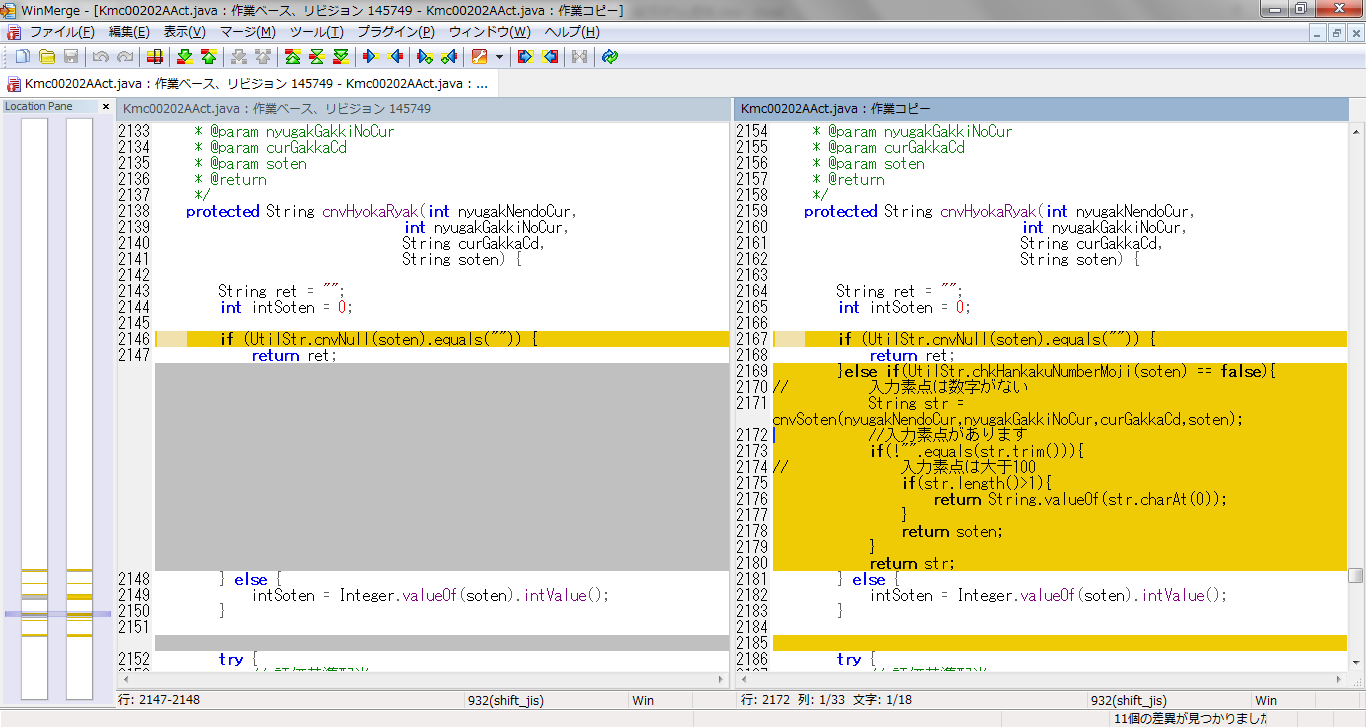 WinMerge - [Kmc00202AAct.java : 作業ベース、リビジョン 145749 - Kmc00202AAct.java : 作業コピー]
ファイル(F) 編集(E) 表示(V) マージ(M) ツール(T) プラグイン(P) ウィンドウ(W) ヘルプ(H)
Kmc00202AAct.java : 作業ベース、リビジョン 145749 - Kmc00202AAct.java : ...
Location Pane
Kmc00202AAct.java : 作業ベース、リビジョン 145749
2133 * @param nyugakGakkiNoCur
2134 * @param curGakkaCd
2135 * @param soten
2136 * @return
2137 */
2138 protected String cnvHyokaRyak(int nyugakNendoCur,
2139 int nyugakGakkiNoCur,
2140 String curGakkaCd,
2141 String soten) {
2142
2143 String ret = "";
2144 int intSoten = 0;
2145
2146 if (UtilStr.cnvNull(soten).equals("")) {
2147 return ret;
2148 } else {
2149 intSoten = Integer.valueOf(soten).intValue();
2150 }
2151
2152 try {
行: 2147-2148 932(shift_jis) Win
Kmc00202AAct.java : 作業コピー
2154 * @param nyugakGakkiNoCur
2155 * @param curGakkaCd
2156 * @param soten
2157 * @return
2158 */
2159 protected String cnvHyokaRyak(int nyugakNendoCur,
2160 int nyugakGakkiNoCur,
2161 String curGakkaCd,
2162 String soten) {
2163
2164 String ret = "";
2165 int intSoten = 0;
2166
2167 if (UtilStr.cnvNull(soten).equals("")) {
2168 return ret;
2169 }else if(UtilStr.chkHankakuNumberMoji(soten) == false){
2170 // 入力素点は数字がない
2171 String str =
cnvSoten(nyugakNendoCur,nyugakGakkiNoCur,curGakkaCd,soten);
2172 //入力素点があります
2173 if(!"".equals(str.trim())){
2174 // 入力素点は大于100
2175 if(str.length()>1){
2176 return String.valueOf(str.charAt(0));
2177 }
2178 return soten;
2179 }
2180 return str;
2181 } else {
2182 intSoten = Integer.valueOf(soten).intValue();
2183 }
2184
2185
2186 try {
行: 2172 列: 1/33 文字: 1/18 932(shift_jis) Win
11個の差異が見つかりました